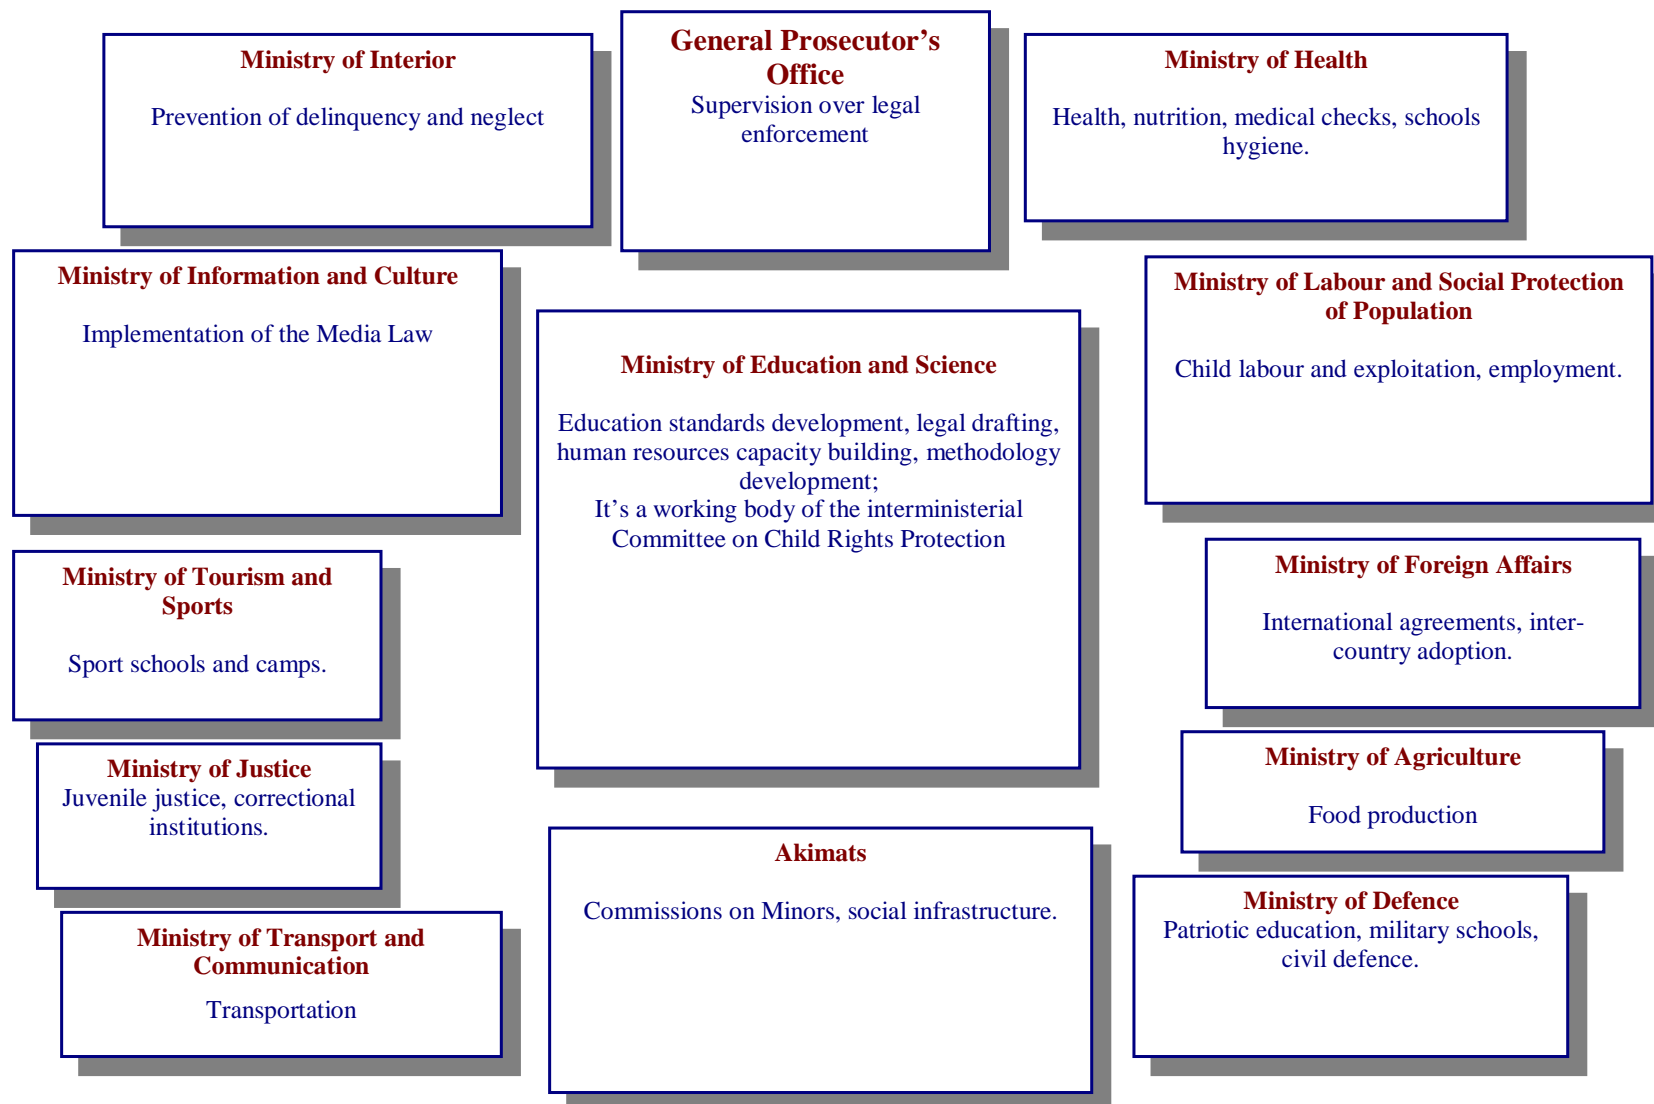 Ministry of Interior
Prevention of delinquency and neglect
General Prosecutor’s
Office
Supervision over legal
enforcement
Ministry of Health
Health, nutrition, medical checks, schools
hygiene.
Ministry of Information and Culture
Implementation of the Media Law
Ministry of Education and Science
Education standards development, legal drafting,
human resources capacity building, methodology
development;
It’s a working body of the interministerial
Committee on Child Rights Protection
Ministry of Labour and Social Protection
of Population
Child labour and exploitation, employment.
Ministry of Tourism and
Sports
Sport schools and camps.
Ministry of Foreign Affairs
International agreements, inter-
country adoption.
Ministry of Justice
Juvenile justice, correctional
institutions.
Ministry of Agriculture
Food production
Akimats
Commissions on Minors, social infrastructure.
Ministry of Transport and
Communication
Transportation
Ministry of Defence
Patriotic education, military schools,
civil defence.